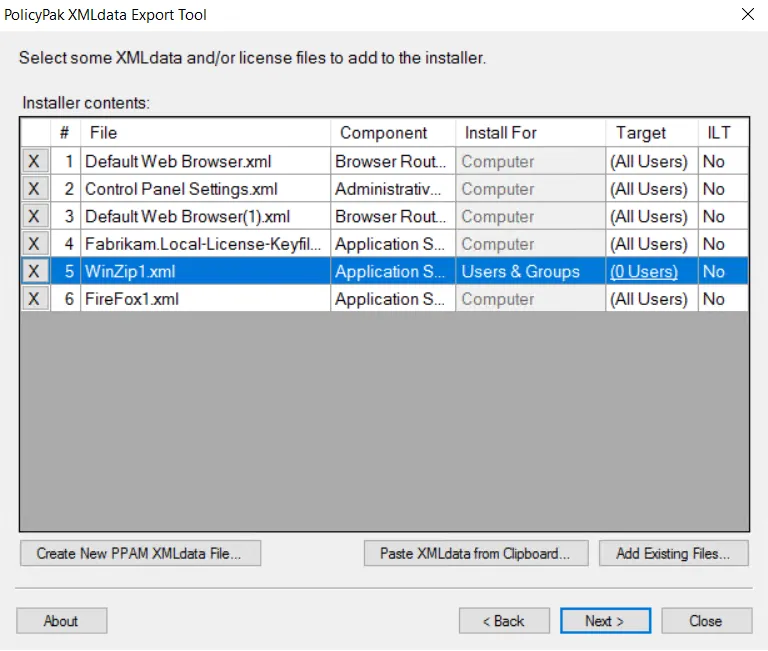 PolicyPak XMLdata Export Tool
Select some XMLdata and/or license files to add to the installer.
Installer contents:
# File Component Install For Target ILT
X 1 Default Web Browser.xml Browser Rout... Computer (All Users) No
X 2 Control Panel Settings.xml Administrativ... Computer (All Users) No
X 3 Default Web Browser(1).xml Browser Rout... Computer (All Users) No
X 4 Fabrikam.Local-License-Keyfil... Application S... Computer (All Users) No
X 5 WinZip1.xml Application S... Users & Groups (0 Users) No
X 6 FireFox1.xml Application S... Computer (All Users) No
Create New PPAM XMLdata File... Paste XMLdata from Clipboard... Add Existing Files...
About < Back Next > Close